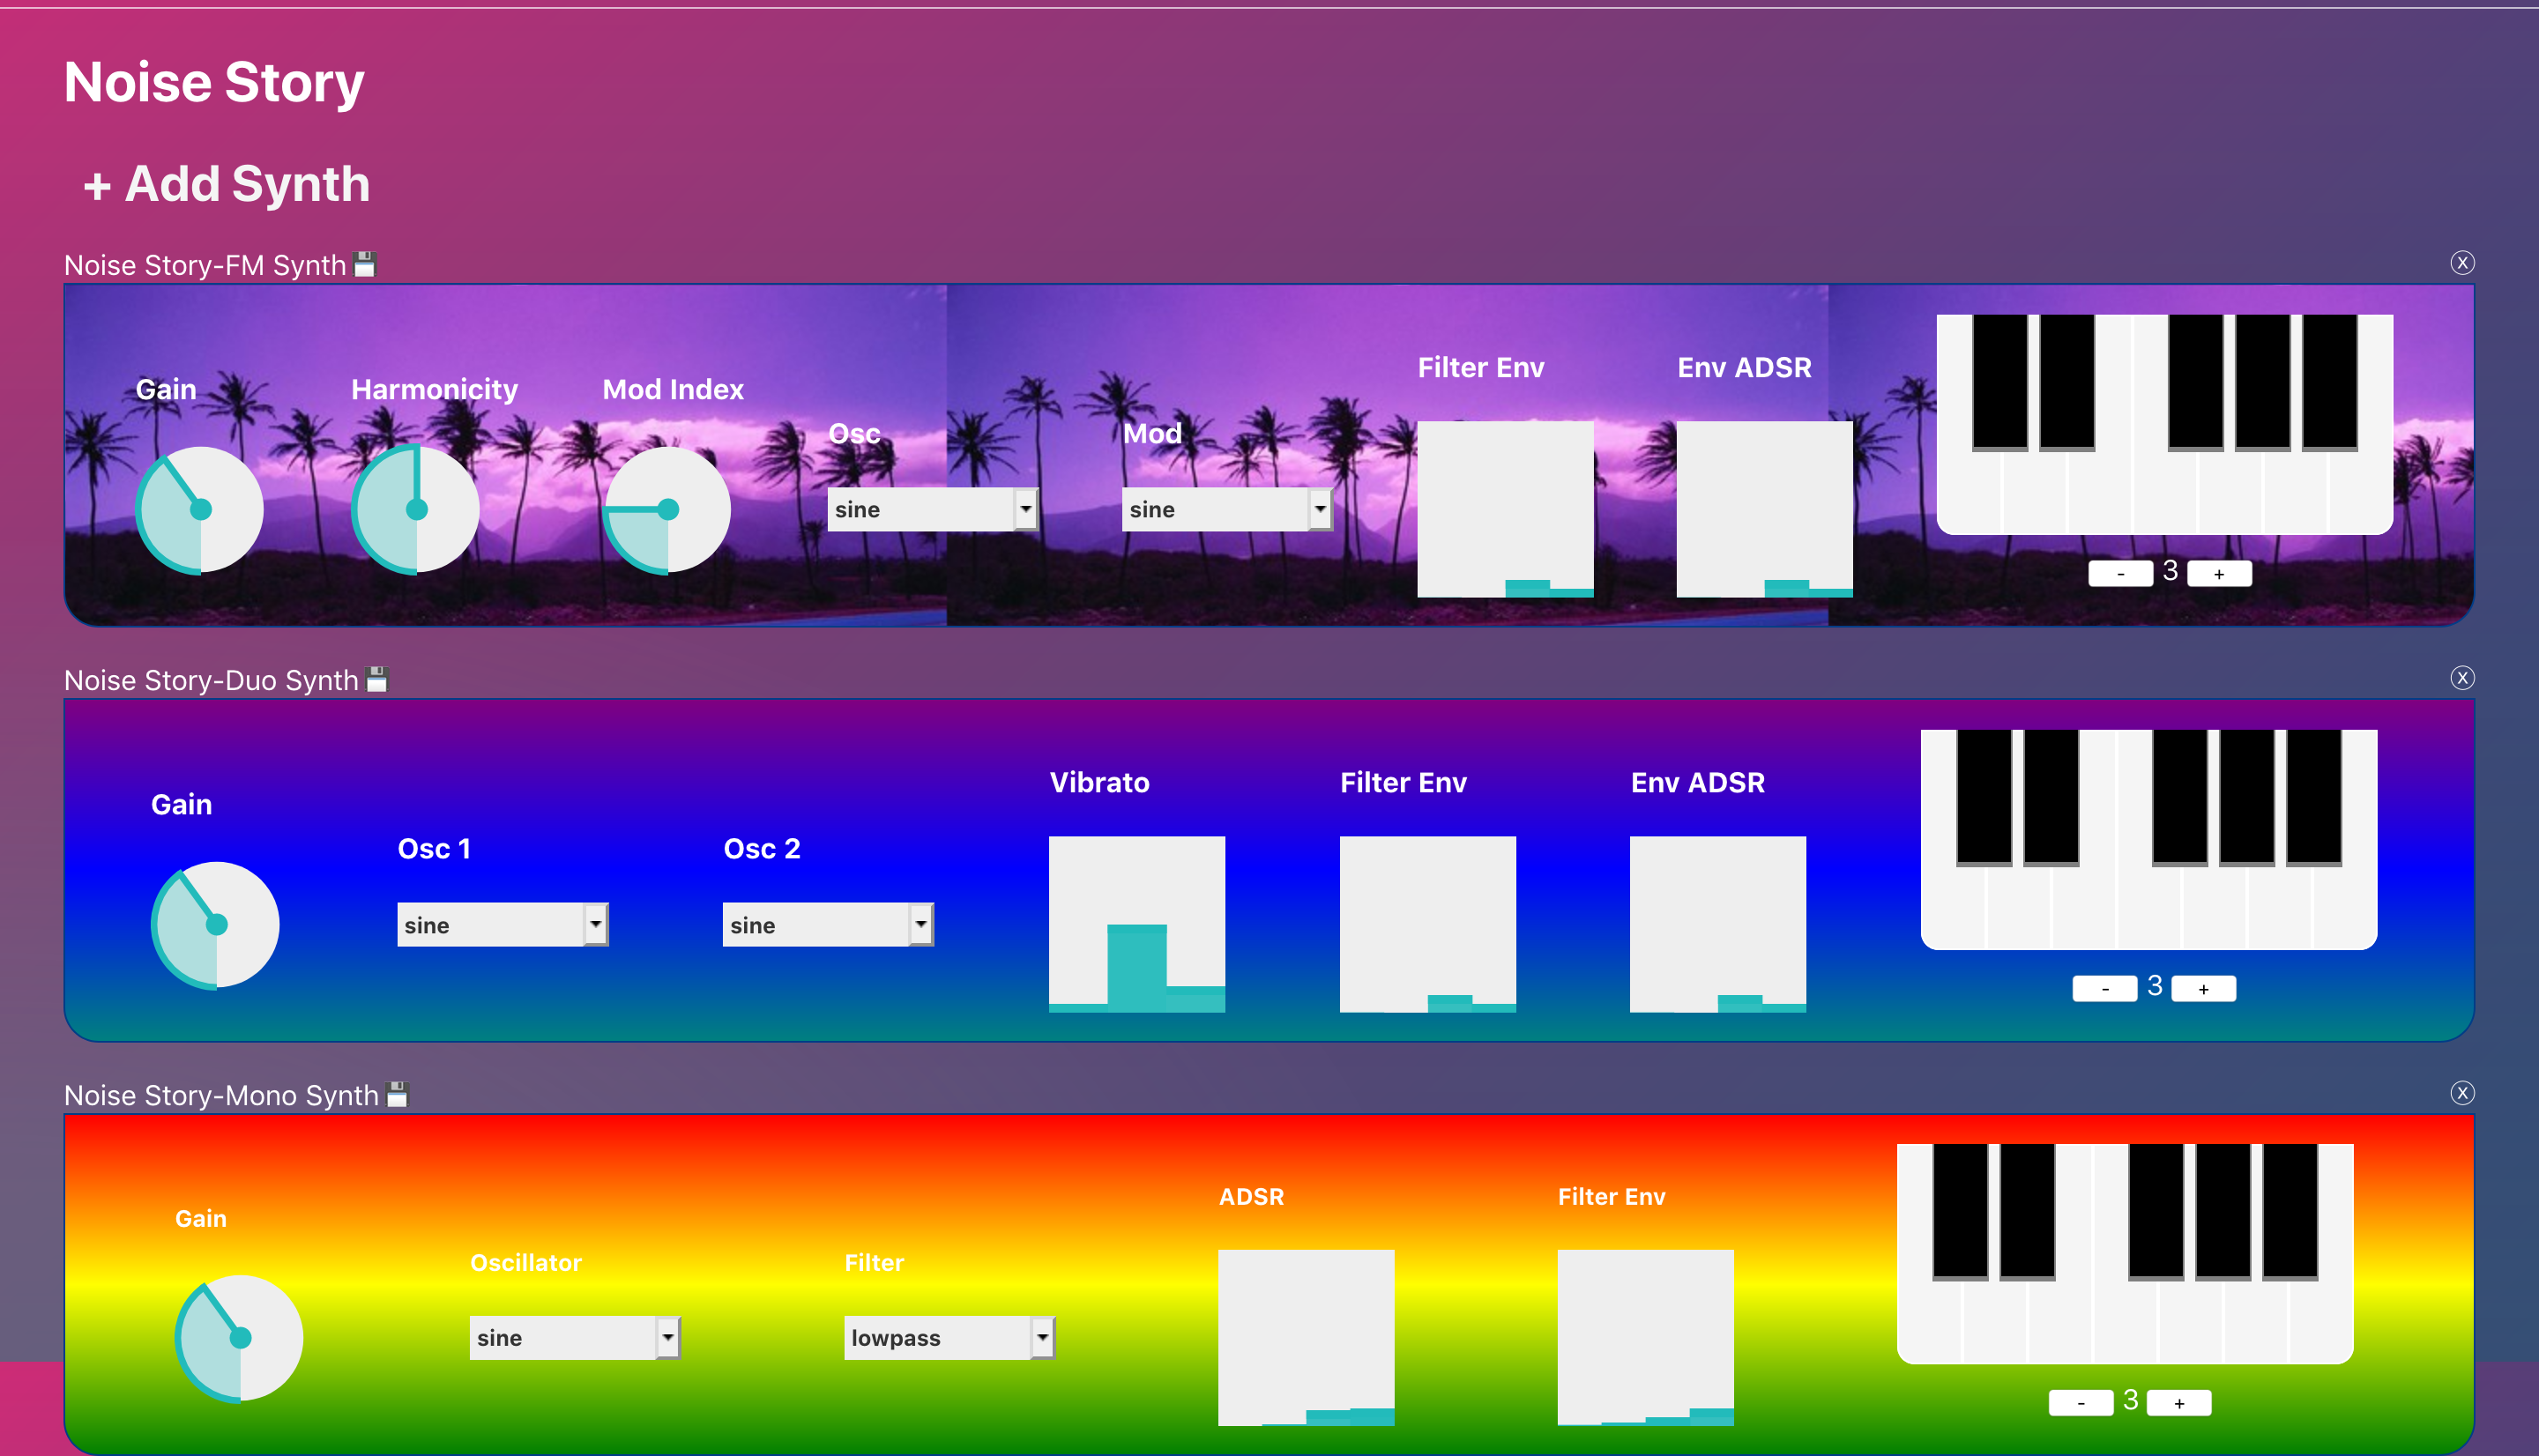 Noise Story
+ Add Synth
Noise Story-FM Synth💾
X
Gain
Harmonicity
Mod Index
Osc
sine
Mod
sine
Filter Env
Env ADSR
- 3 +
Noise Story-Duo Synth💾
X
Gain
Osc 1
sine
Osc 2
sine
Vibrato
Filter Env
Env ADSR
- 3 +
Noise Story-Mono Synth💾
X
Gain
Oscillator
sine
Filter
lowpass
ADSR
Filter Env
- 3 +